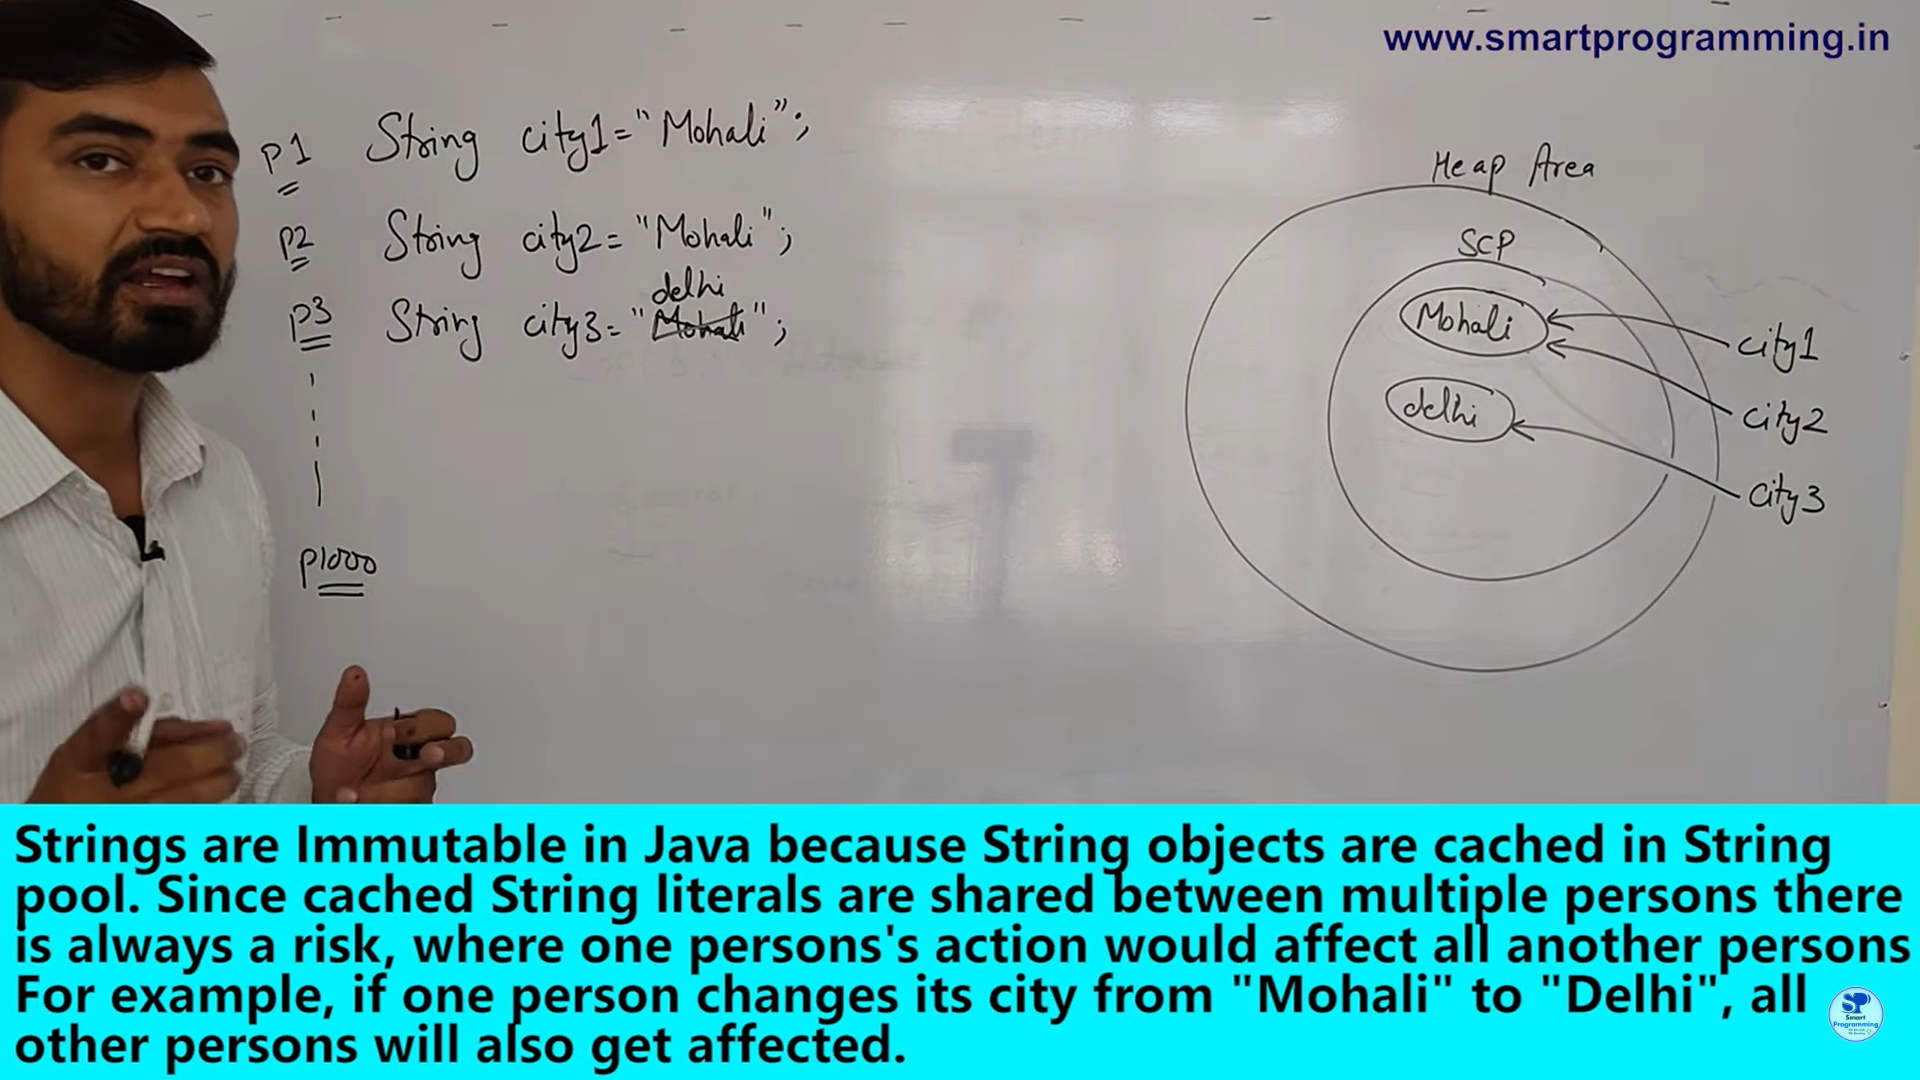 www.smartprogramming.in
p1 String city1="Mohali";
p2 String city2="Mohali";
delhi
p3 String city3="Mohali";
p1000
Heap Area
SCP
Mohali
delhi
city1
city2
city3
Strings are Immutable in Java because String objects are cached in String
pool. Since cached String literals are shared between multiple persons there
is always a risk, where one persons's action would affect all another persons
For example, if one person changes its city from "Mohali" to "Delhi", all
other persons will also get affected.
SP
Smart
Programming